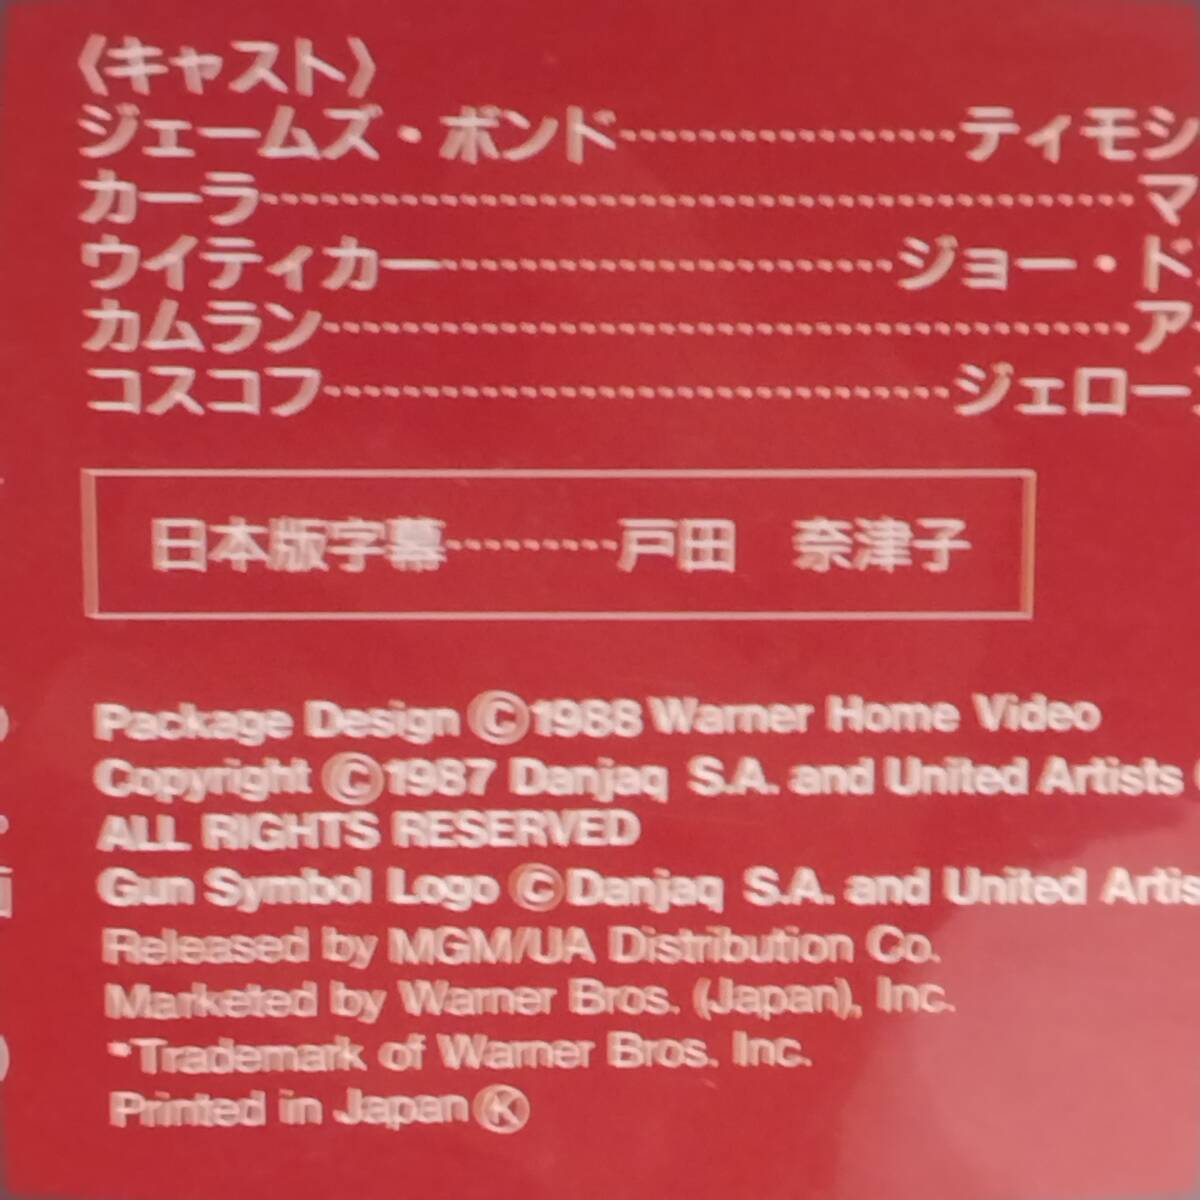 〈キャスト〉
ジェームズ・ボンド………………ティモシ
カーラ………………………………………マ
ウイティカー……………………ジョー・ド
カムラン……………………………………ア
コスコフ……………………………ジェロー
日本版字幕………戸田　奈津子
Package Design ©1988 Warner Home Video
Copyright ©1987 Danjaq S.A. and United Artists
ALL RIGHTS RESERVED
Gun Symbol Logo ©Danjaq S.A. and United Artis
Released by MGM/UA Distribution Co.
Marketed by Warner Bros. (Japan), Inc.
*Trademark of Warner Bros. Inc.
Printed in Japan Ⓚ